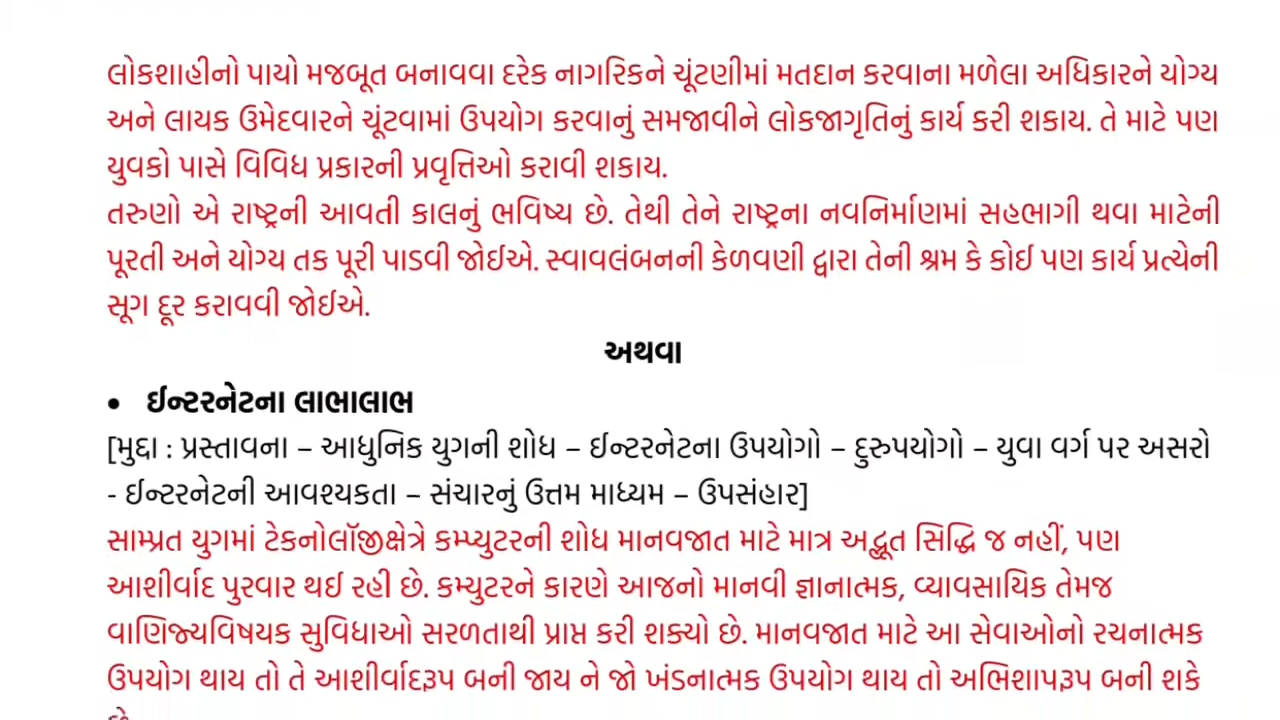 લોકશાહીનો પાયો મજબૂત બનાવવા દરેક નાગરિકને ચૂંટણીમાં મતદાન કરવાના મળેલા અધિકારને યોગ્ય
અને લાયક ઉમેદવારને ચૂંટવામાં ઉપયોગ કરવાનું સમજાવીને લોકજાગૃતિનું કાર્ય કરી શકાય. તે માટે પણ
યુવકો પાસે વિવિધ પ્રકારની પ્રવૃત્તિઓ કરાવી શકાય.
તરુણો એ રાષ્ટ્રની આવતી કાલનું ભવિષ્ય છે. તેથી તેને રાષ્ટ્રના નવનિર્માણમાં સહભાગી થવા માટેની
પૂરતી અને યોગ્ય તક પૂરી પાડવી જોઈએ. સ્વાવલંબનની કેળવણી દ્વારા તેની શ્રમ કે કોઈ પણ કાર્ય પ્રત્યેની
સૂગ દૂર કરાવવી જોઈએ.
અથવા
• ઈન્ટરનેટના લાભાલાભ
[મુદ્દા : પ્રસ્તાવના – આધુનિક યુગની શોધ – ઈન્ટરનેટના ઉપયોગો – દુરુપયોગો – યુવા વર્ગ પર અસરો
- ઈન્ટરનેટની આવશ્યકતા – સંચારનું ઉત્તમ માધ્યમ – ઉપસંહાર]
સામ્પ્રત યુગમાં ટેકનોલૉજીક્ષેત્રે કમ્પ્યુટરની શોધ માનવજાત માટે માત્ર અદ્ભૂત સિદ્ધિ જ નહીં, પણ
આશીર્વાદ પુરવાર થઈ રહી છે. કમ્યુટરને કારણે આજનો માનવી જ્ઞાનાત્મક, વ્યાવસાયિક તેમજ
વાણિજ્યવિષયક સુવિધાઓ સરળતાથી પ્રાપ્ત કરી શક્યો છે. માનવજાત માટે આ સેવાઓનો રચનાત્મક
ઉપયોગ થાય તો તે આશીર્વાદરૂપ બની જાય ને જો ખંડનાત્મક ઉપયોગ થાય તો અભિશાપરૂપ બની શકે